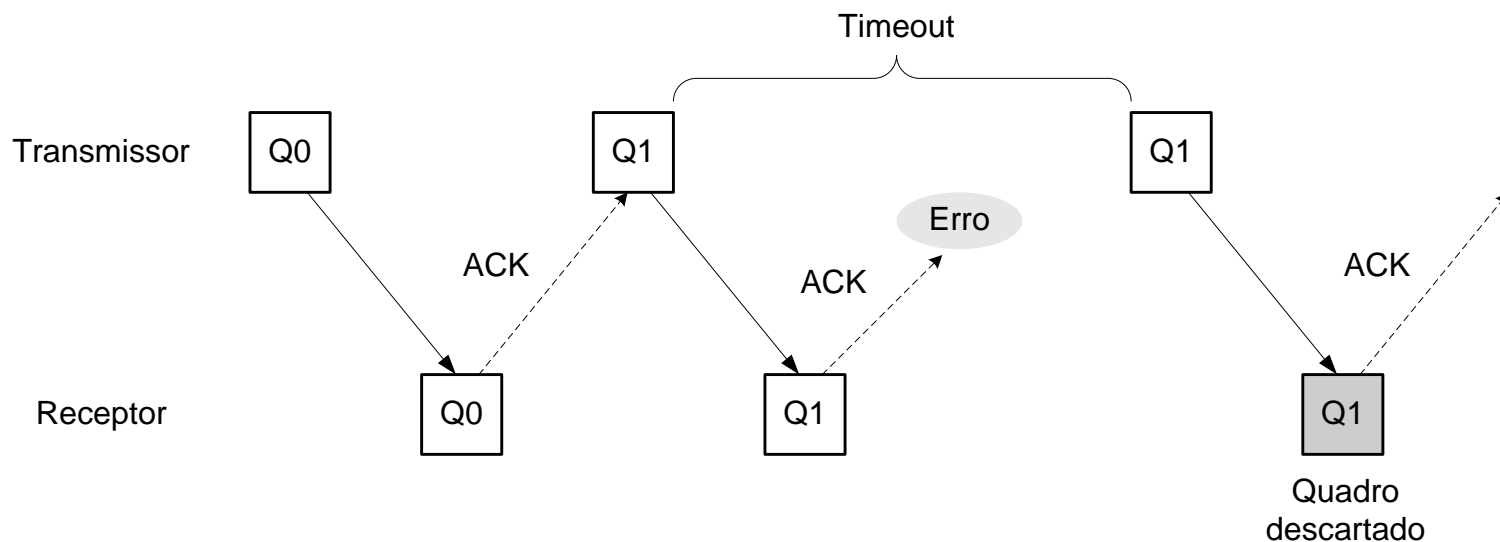 Timeout
Transmissor
Q0
Q1
Q1
Erro
ACK
ACK
ACK
Receptor
Q0
Q1
Q1
Quadro
descartado